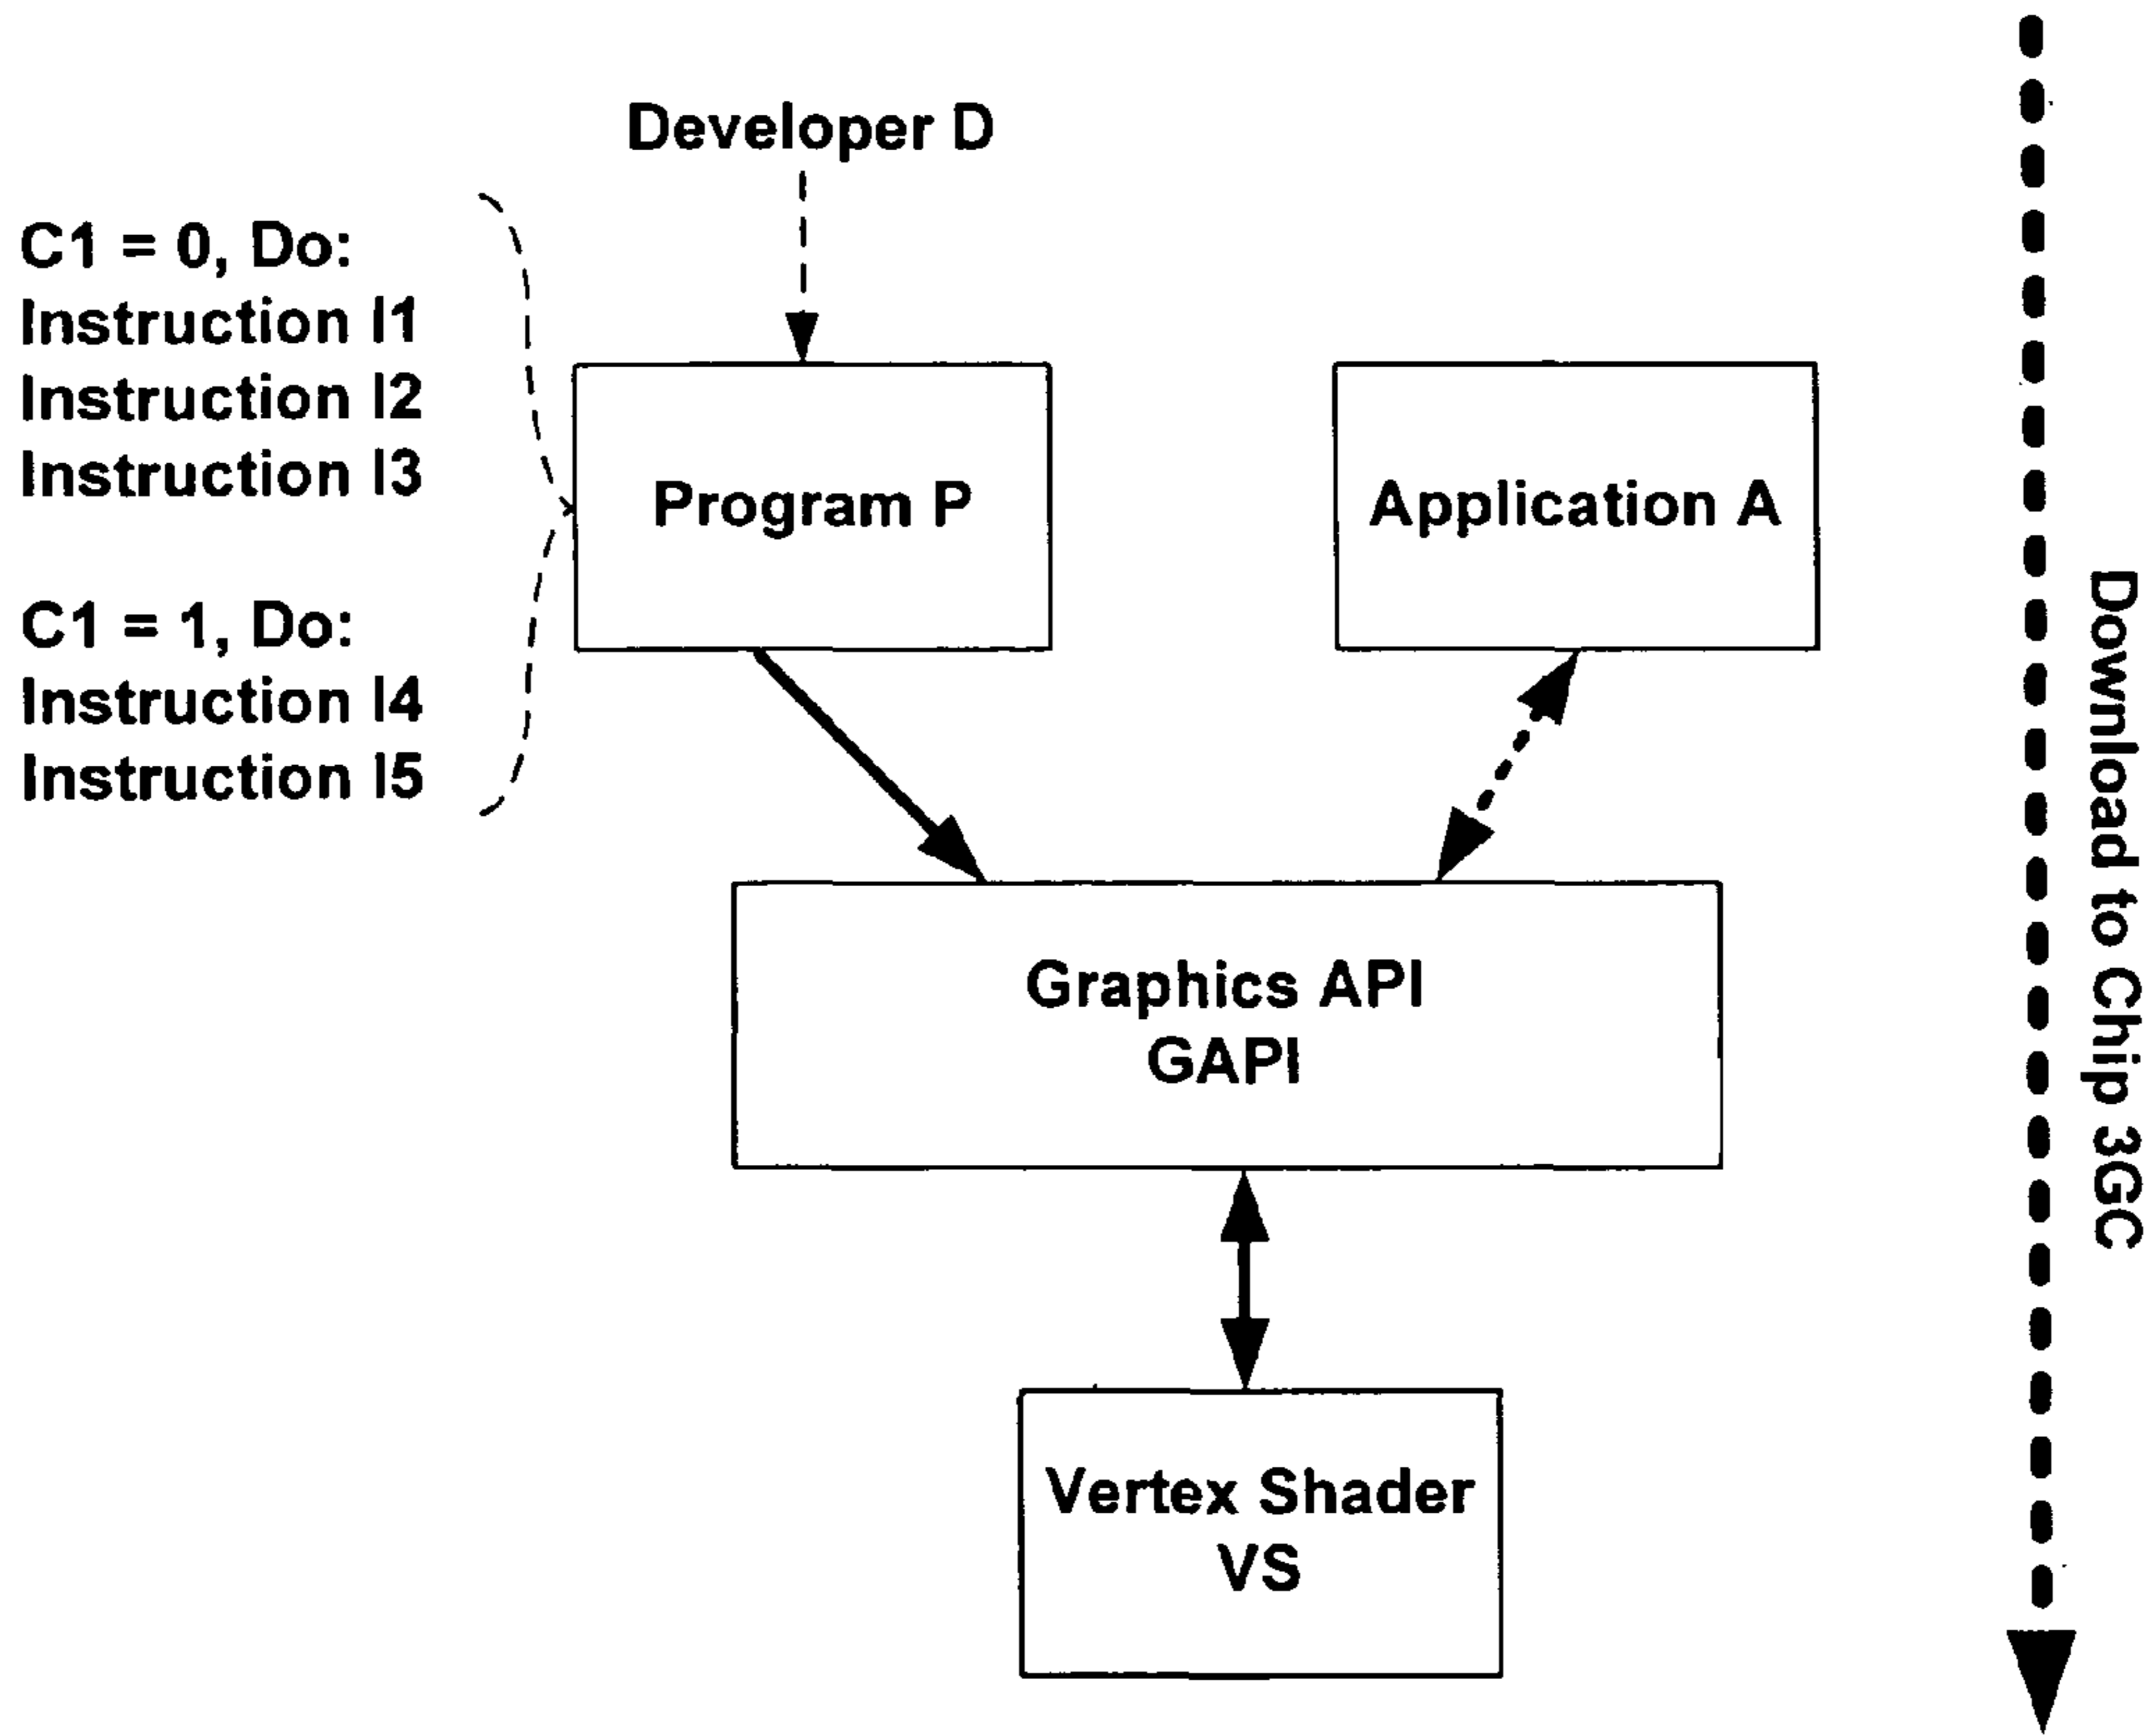 Developer D
C1 = 0, Do:
Instruction I1
Instruction I2
Instruction I3
C1 = 1, Do:
Instruction I4
Instruction I5
Program P
Application A
Graphics API
GAPI
Vertex Shader
VS
Download to Chip 3GC